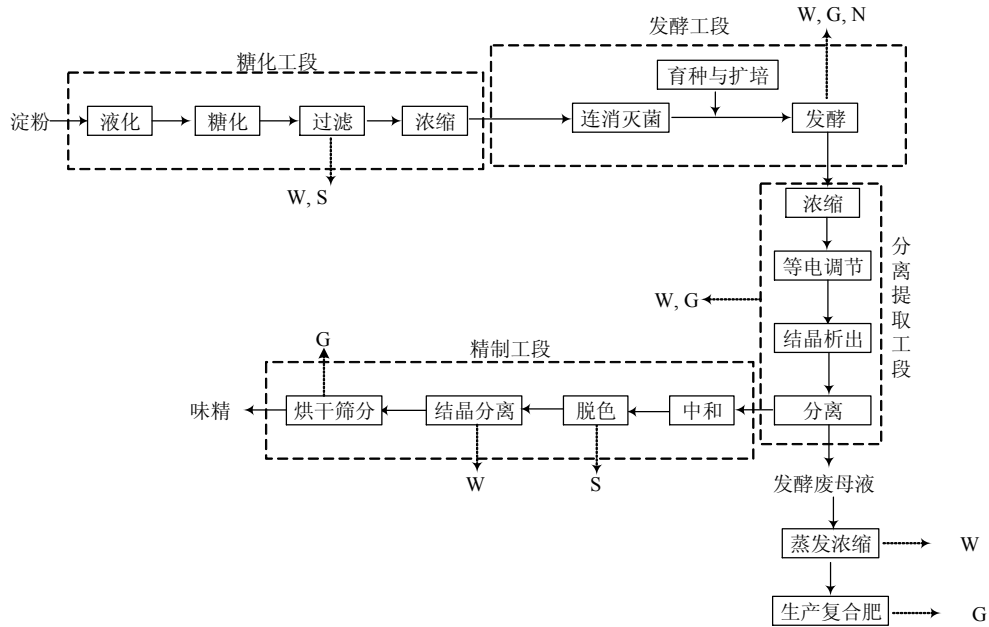 W, G, N
发酵工段
糖化工段
育种与扩培
淀粉
液化
糖化
过滤
浓缩
连消灭菌
发酵
W, S
浓缩
等电调节
分离提取工段
W, G
结晶析出
G
精制工段
味精
烘干筛分
结晶分离
脱色
中和
分离
W
S
发酵废母液
蒸发浓缩
W
生产复合肥
G